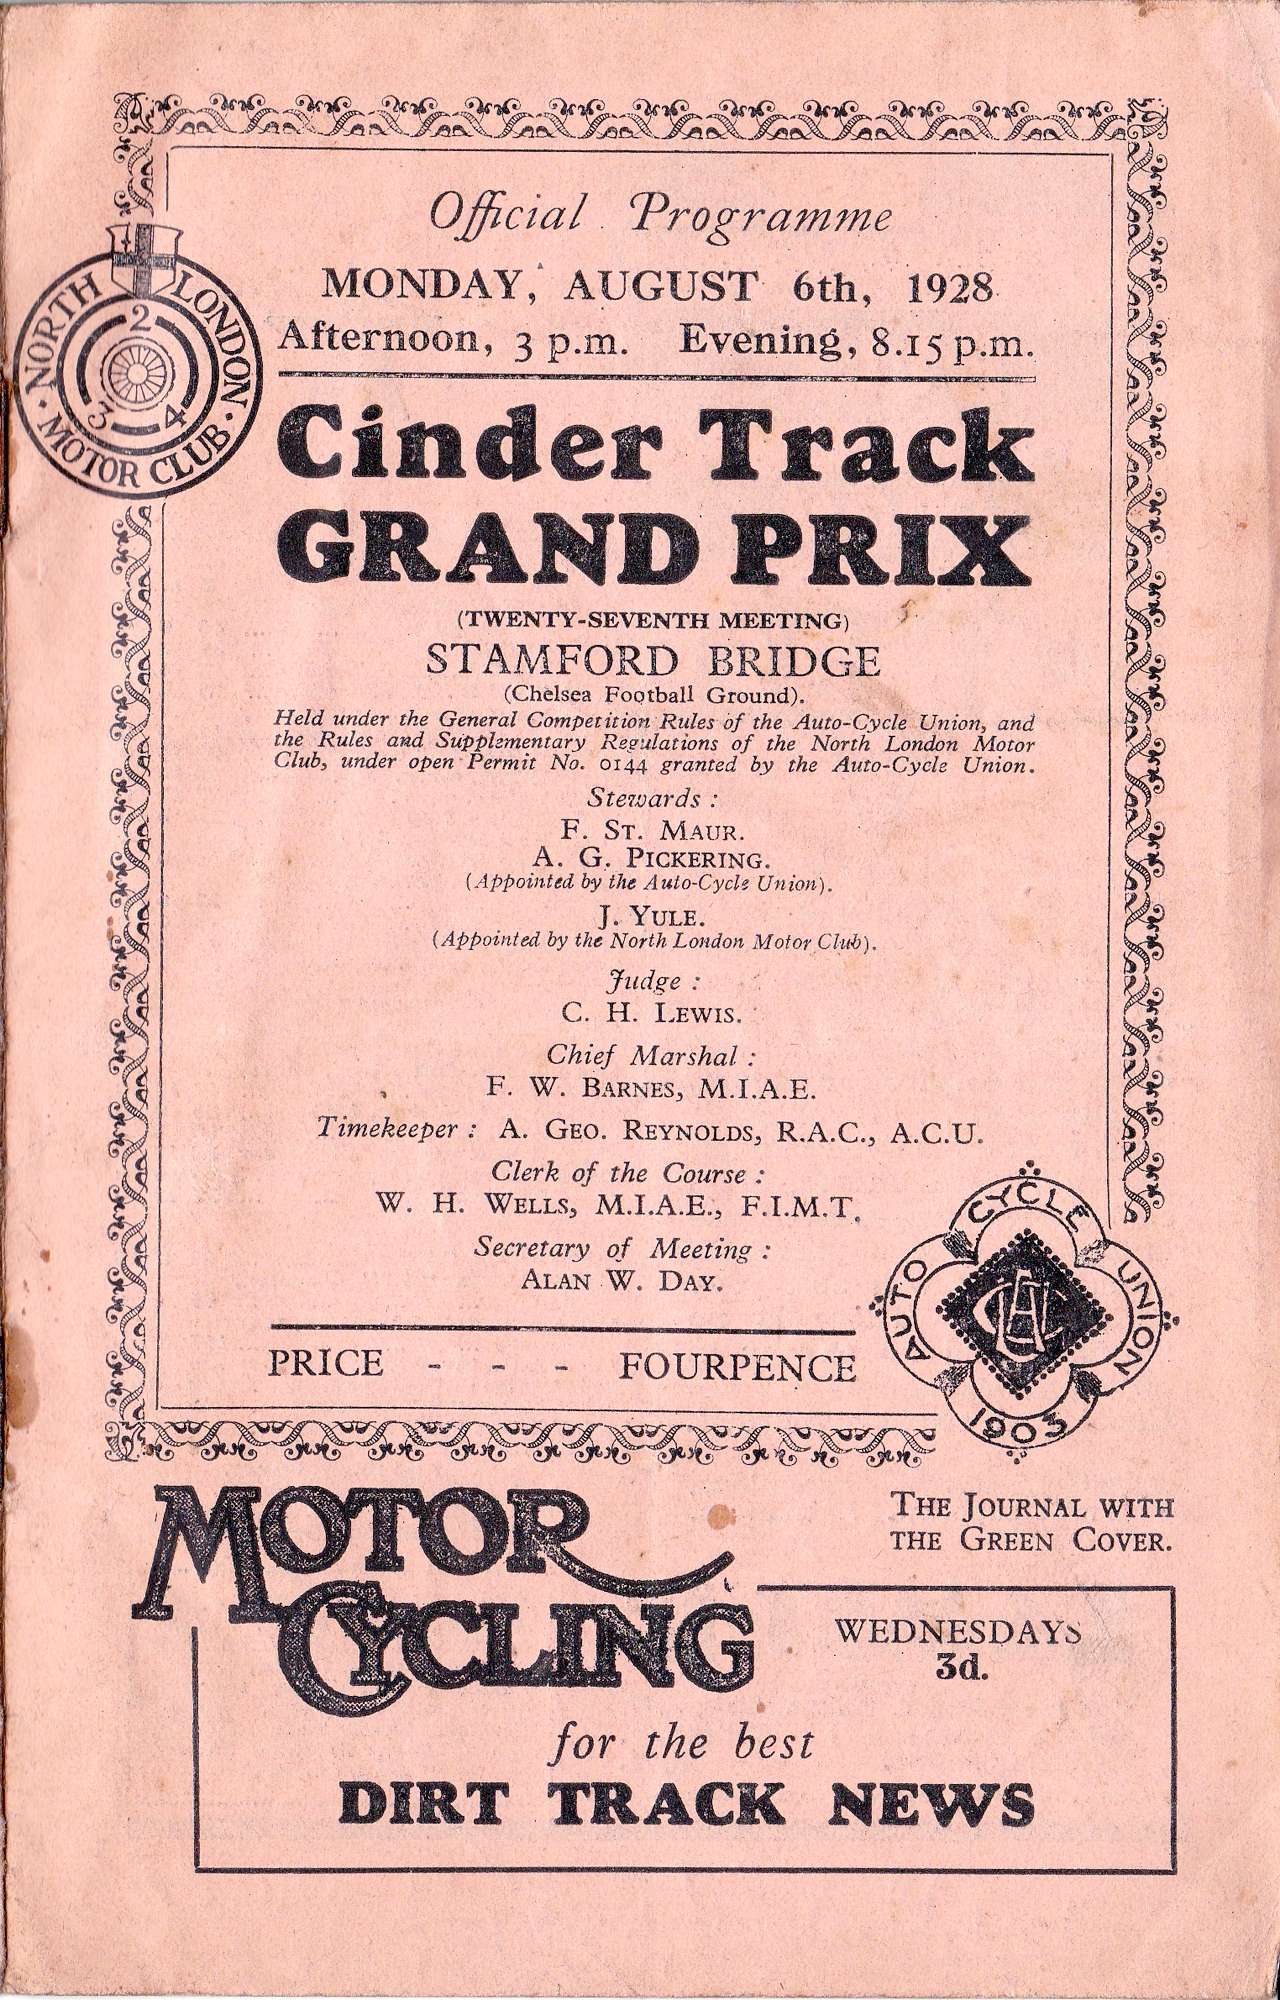 Official Programme
MONDAY, AUGUST 6th, 1928
Afternoon, 3 p.m. Evening, 8.15 p.m.
NORTH LONDON
MOTOR CLUB
2
3 4
Cinder Track
GRAND PRIX
(TWENTY-SEVENTH MEETING)
STAMFORD BRIDGE
(Chelsea Football Ground).
Held under the General Competition Rules of the Auto-Cycle Union, and
the Rules and Supplementary Regulations of the North London Motor
Club, under open Permit No. 0144 granted by the Auto-Cycle Union.
Stewards :
F. ST. MAUR.
A. G. PICKERING.
(Appointed by the Auto-Cycle Union).
J. YULE.
(Appointed by the North London Motor Club).
Judge :
C. H. LEWIS.
Chief Marshal :
F. W. BARNES, M.I.A.E.
Timekeeper : A. GEO. REYNOLDS, R.A.C., A.C.U.
Clerk of the Course :
W. H. WELLS, M.I.A.E., F.I.M.T.
Secretary of Meeting :
ALAN W. DAY.
PRICE - - - FOURPENCE
AUTO CYCLE UNION
ACU
1903
MOTOR
CYCLING
THE JOURNAL WITH
THE GREEN COVER.
WEDNESDAYS
3d.
for the best
DIRT TRACK NEWS